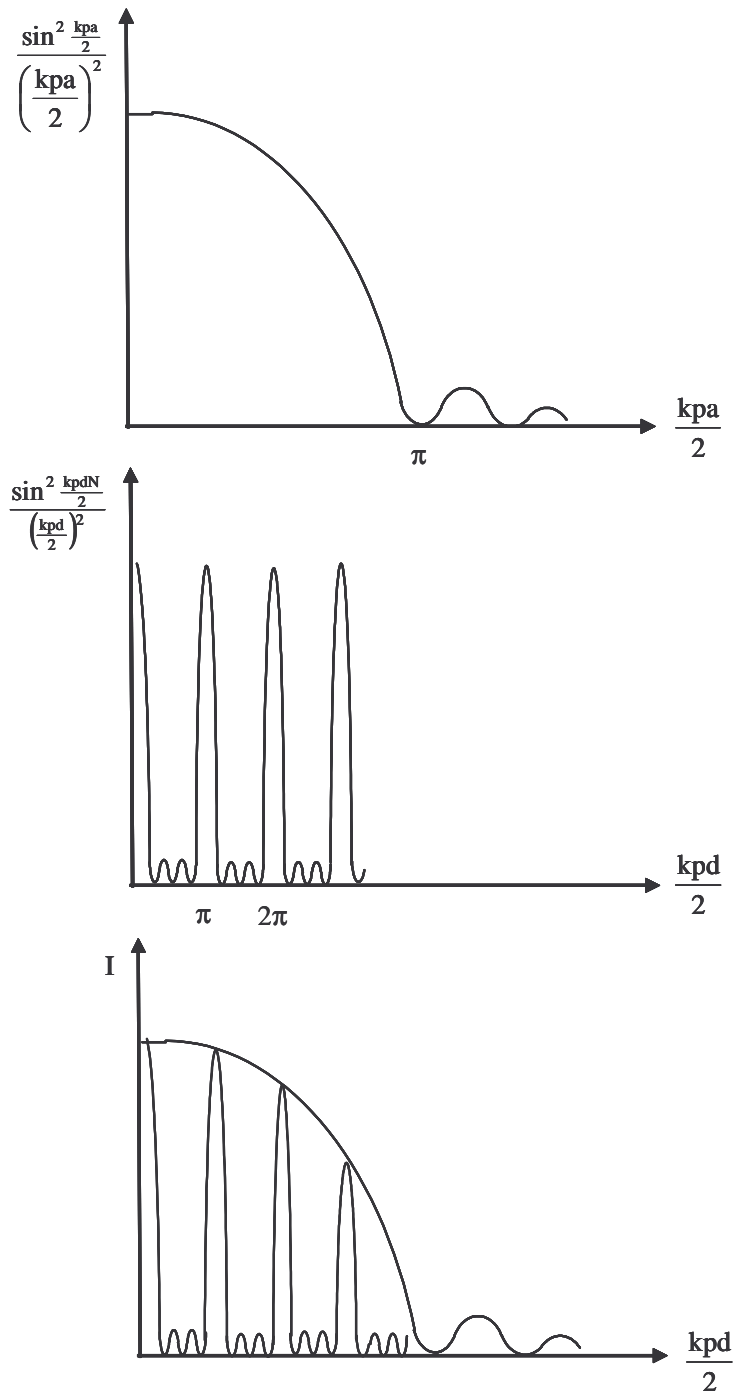 sin² kpa/2
(kpa/2)²
kpa/2
π
sin² kpdN/2
(kpd/2)²
kpd/2
π 2π
I
kpd/2